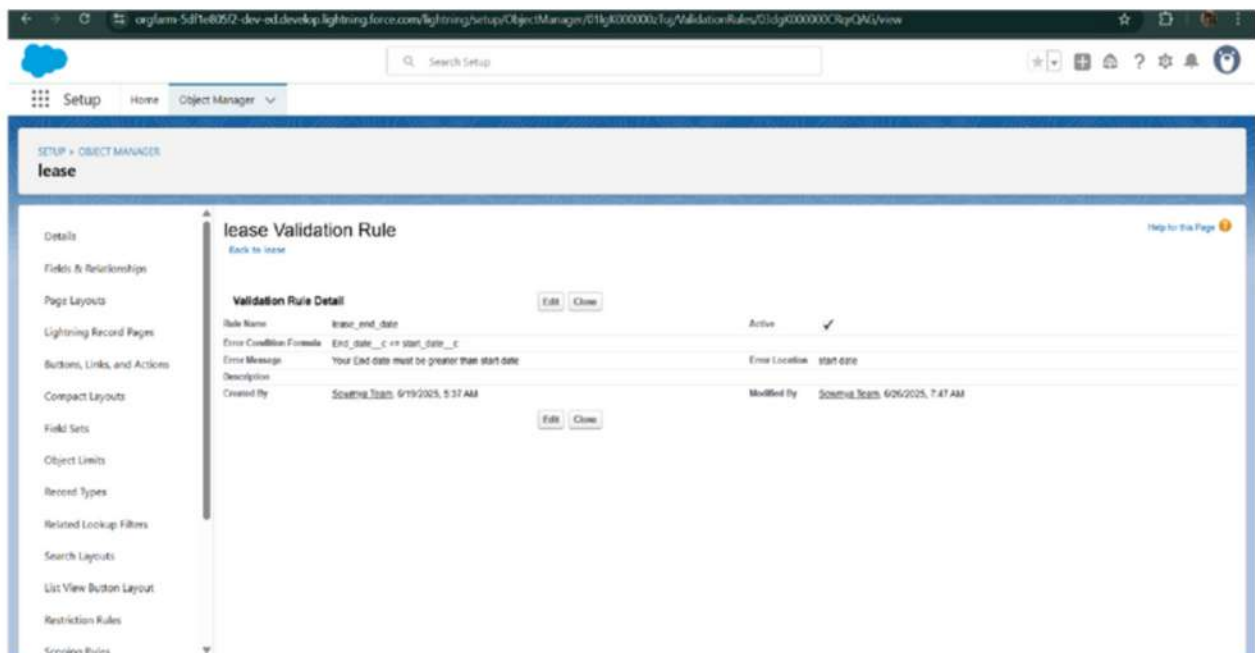 Search Setup
Setup Home Object Manager
SETUP > OBJECT MANAGER
lease
Details
Fields & Relationships
Page Layouts
Lightning Record Pages
Buttons, Links, and Actions
Compact Layouts
Field Sets
Object Limits
Record Types
Related Lookup Filters
Search Layouts
List View Button Layout
Restriction Rules
Scoping Rules
lease Validation Rule
Back to lease
Help for this Page
Validation Rule Detail
Edit Clone
Rule Name lease_end_date Active ✓
Error Condition Formula End_date__c <= start_date__c
Error Message Your End date must be greater than start date Error Location start date
Description
Created By Sowmya Team, 6/19/2025, 5:37 AM Modified By Sowmya Team, 6/26/2025, 7:47 AM
Edit Clone